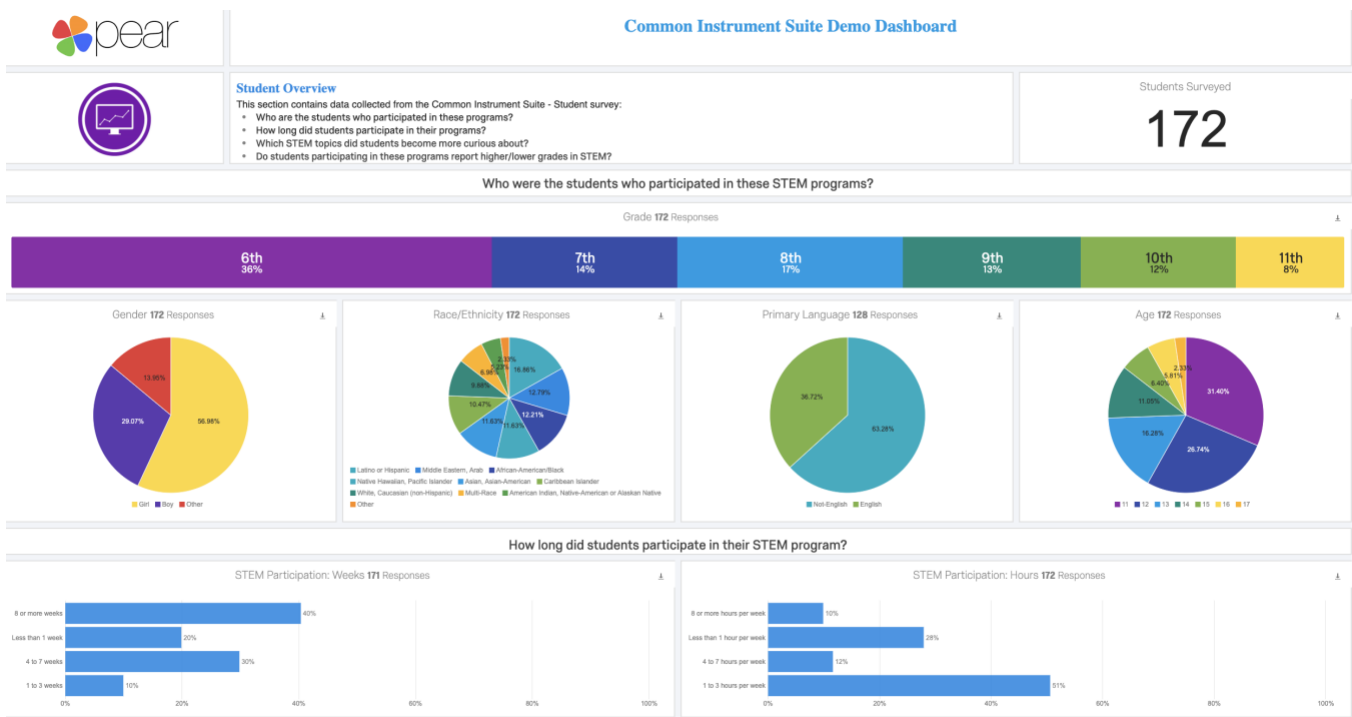 pear
Common Instrument Suite Demo Dashboard
Student Overview
This section contains data collected from the Common Instrument Suite - Student survey:
• Who are the students who participated in these programs?
• How long did students participate in their programs?
• Which STEM topics did students become more curious about?
• Do students participating in these programs report higher/lower grades in STEM?
Students Surveyed
172
Who were the students who participated in these STEM programs?
Grade 172 Responses
6th 7th 8th 9th 10th 11th
36% 14% 17% 13% 12% 8%
Gender 172 Responses
13.95%
29.07%
56.98%
Girl Boy Other
Race/Ethnicity 172 Responses
2.33%
5.23%
6.98%
16.86%
9.88%
12.79%
10.47%
12.21%
11.63%
11.63%
Latino or Hispanic Middle Eastern, Arab African-American/Black
Native Hawaiian, Pacific Islander Asian, Asian-American Caribbean Islander
White, Caucasian (non-Hispanic) Multi-Race American Indian, Native-American or Alaskan Native
Other
Primary Language 128 Responses
36.72%
63.28%
Not-English English
Age 172 Responses
2.33%
5.81%
6.40%
31.40%
11.05%
16.28%
26.74%
11 12 13 14 15 16 17
How long did students participate in their STEM program?
STEM Participation: Weeks 171 Responses
8 or more weeks 40%
Less than 1 week 20%
4 to 7 weeks 30%
1 to 3 weeks 10%
0% 20% 40% 60% 80% 100%
STEM Participation: Hours 172 Responses
8 or more hours per week 10%
Less than 1 hour per week 28%
4 to 7 hours per week 12%
1 to 3 hours per week 51%
0% 20% 40% 60% 80% 100%